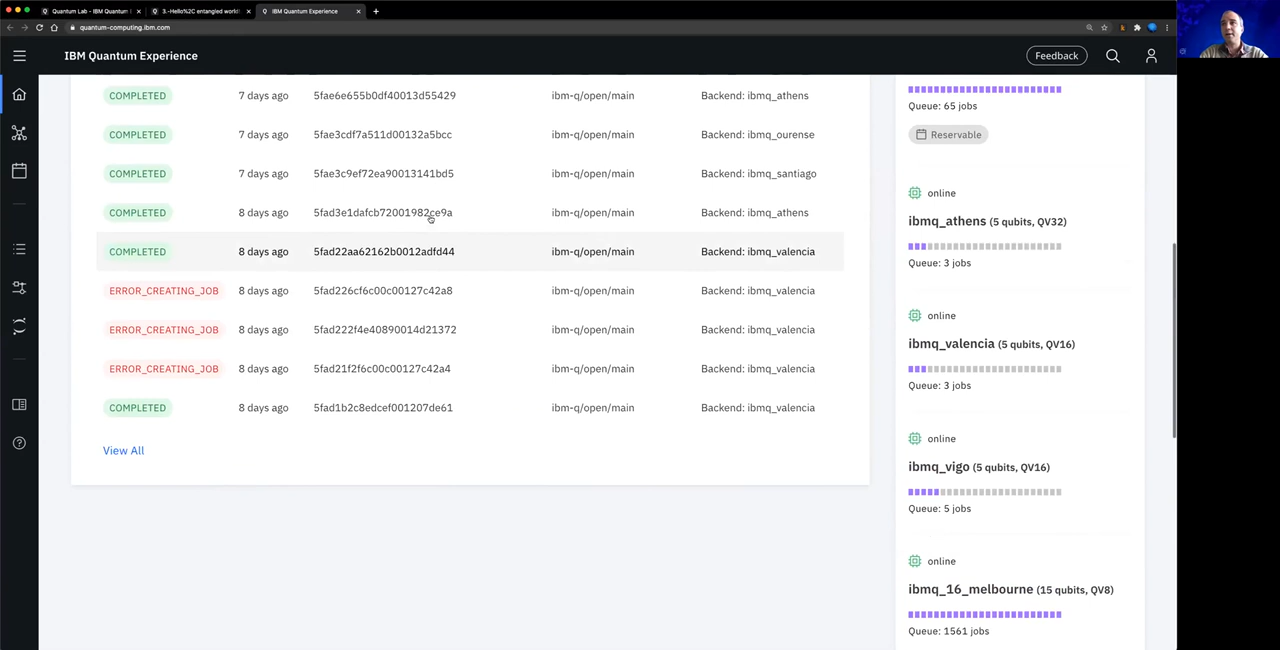 Quantum Lab - IBM Quantum
3.-Hello%2C entangled world
IBM Quantum Experience
quantum-computing.ibm.com
IBM Quantum Experience
Feedback
COMPLETED 7 days ago 5fae6e655b0df40013d55429 ibm-q/open/main Backend: ibmq_athens
COMPLETED 7 days ago 5fae3cdf7a511d00132a5bcc ibm-q/open/main Backend: ibmq_ourense
COMPLETED 7 days ago 5fae3c9ef72ea90013141bd5 ibm-q/open/main Backend: ibmq_santiago
COMPLETED 8 days ago 5fad3e1dafcb72001982ce9a ibm-q/open/main Backend: ibmq_athens
COMPLETED 8 days ago 5fad22aa62162b0012adfd44 ibm-q/open/main Backend: ibmq_valencia
ERROR_CREATING_JOB 8 days ago 5fad226cf6c00c00127c42a8 ibm-q/open/main Backend: ibmq_valencia
ERROR_CREATING_JOB 8 days ago 5fad222f4e40890014d21372 ibm-q/open/main Backend: ibmq_valencia
ERROR_CREATING_JOB 8 days ago 5fad21f2f6c00c00127c42a4 ibm-q/open/main Backend: ibmq_valencia
COMPLETED 8 days ago 5fad1b2c8edcef001207de61 ibm-q/open/main Backend: ibmq_valencia
View All
Queue: 65 jobs
Reservable
online
ibmq_athens (5 qubits, QV32)
Queue: 3 jobs
online
ibmq_valencia (5 qubits, QV16)
Queue: 3 jobs
online
ibmq_vigo (5 qubits, QV16)
Queue: 5 jobs
online
ibmq_16_melbourne (15 qubits, QV8)
Queue: 1561 jobs